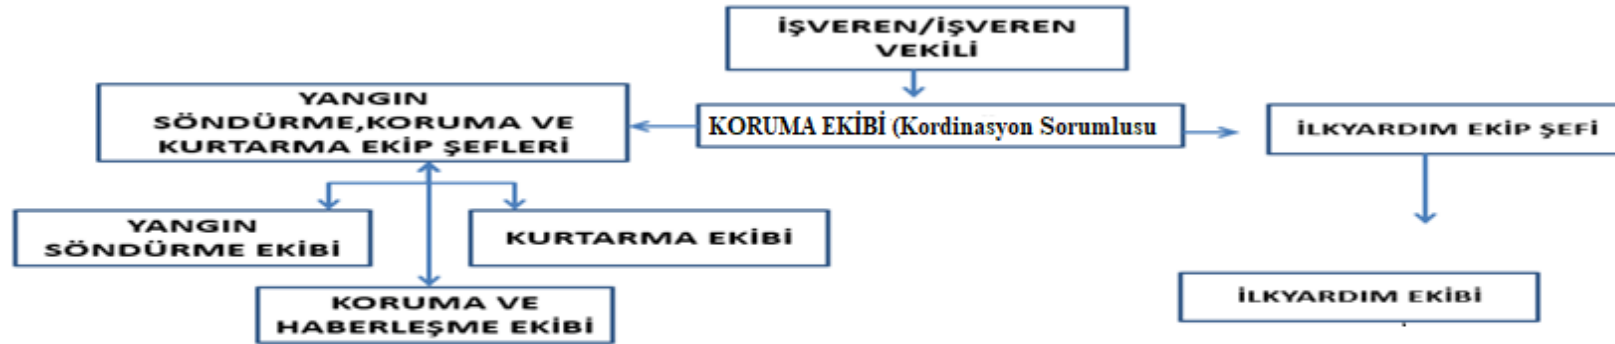 İŞVEREN/İŞVEREN
VEKİLİ
YANGIN
SÖNDÜRME,KORUMA VE
KURTARMA EKİP ŞEFLERİ
KORUMA EKİBİ (Kordinasyon Sorumlusu
İLKYARDIM EKİP ŞEFİ
YANGIN
SÖNDÜRME EKİBİ
KURTARMA EKİBİ
KORUMA VE
HABERLEŞME EKİBİ
İLKYARDIM EKİBİ